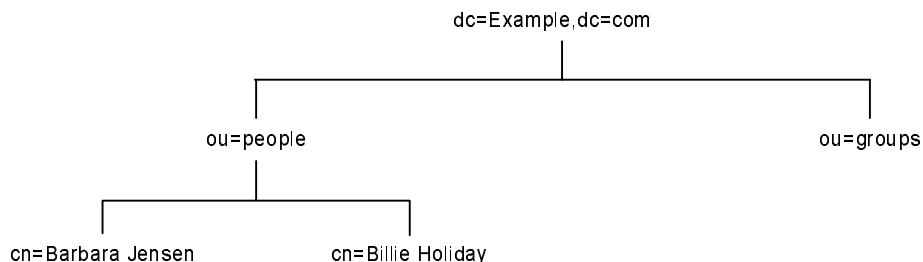 dc=Example,dc=com
ou=people
ou=groups
cn=Barbara Jensen
cn=Billie Holiday